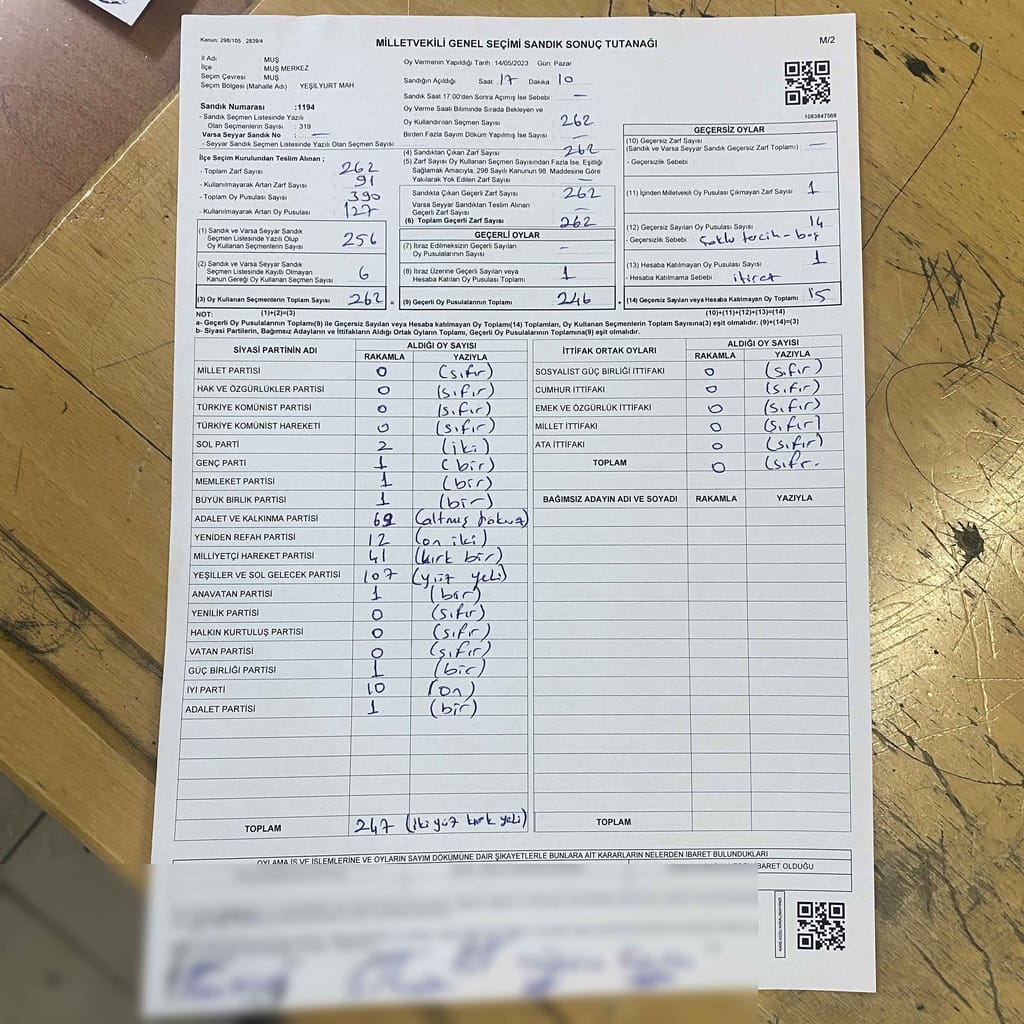 Kanun: 298/105 , 2839/4
MİLLETVEKİLİ GENEL SEÇİMİ SANDIK SONUÇ TUTANAĞI
M/2
İl Adı : MUŞ
İlçe : MUŞ MERKEZ
Seçim Çevresi : MUŞ
Seçim Bölgesi (Mahalle Adı) : YEŞİLYURT MAH
Sandık Numarası :1194
- Sandık Seçmen Listesinde Yazılı
Olan Seçmenlerin Sayısı : 319
Varsa Seyyar Sandık No : —
- Seyyar Sandık Seçmen Listesinde Yazılı Olan Seçmen Sayısı
İlçe Seçim Kurulundan Teslim Alınan ;
- Toplam Zarf Sayısı : 262
- Kullanılmayarak Artan Zarf Sayısı : 91
- Toplam Oy Pusulası Sayısı : 390
- Kullanılmayarak Artan Oy Pusulası : 127
(1) Sandık ve Varsa Seyyar Sandık
Seçmen Listesinde Yazılı Olup
Oy Kullanan Seçmenlerin Sayısı 256
(2) Sandık ve Varsa Seyyar Sandık
Seçmen Listesinde Kayıtlı Olmayan
Kanun Gereği Oy Kullanan Seçmen Sayısı 6
(3) Oy Kullanan Seçmenlerin Toplam Sayısı 262 =
Oy Vermenin Yapıldığı Tarih :14/05/2023 Gün: Pazar
Sandığın Açıldığı Saat: 17 Dakika 10
Sandık Saat 17.00'den Sonra Açımış İse Sebebi : —
Oy Verme Saati Bitiminde Sırada Bekleyen ve
Oy Kullandırılan Seçmen Sayısı 262
Birden Fazla Sayım Döküm Yapılmış İse Sayısı —
(4) Sandıktan Çıkan Zarf Sayısı 262
(5) Zarf Sayısı Oy Kullanan Seçmen Sayısından Fazla İse, Eşitliği
Sağlamak Amacıyla, 298 Sayılı Kanunun 98. Maddesine Göre
Yakılarak Yok Edilen Zarf Sayısı —
Sandıkta Çıkan Geçerli Zarf Sayısı 262
Varsa Seyyar Sandıktan Teslim Alınan
Geçerli Zarf Sayısı —
(6) Toplam Geçerli Zarf Sayısı 262
GEÇERLİ OYLAR
(7) İtiraz Edilmeksizin Geçerli Sayılan
Oy Pusulalarının Sayısı –
(8) İtiraz Üzerine Geçerli Sayılan veya
Hesaba Katılan Oy Pusulası Toplamı 1
(9) Geçerli Oy Pusulalarının Toplamı 246 +
1083847568
GEÇERSİZ OYLAR
(10) Geçersiz Zarf Sayısı
(Sandık ve Varsa Seyyar Sandık Geçersiz Zarf Toplamı) : —
- Geçersizlik Sebebi :
(11) İçinden Milletvekili Oy Pusulası Çıkmayan Zarf Sayısı : 1
(12) Geçersiz Sayılan Oy Pusulası Sayısı : 14
- Geçersizlik Sebebi : Çoklu tercih-boş
(13) Hesaba Katılmayan Oy Pusulası Sayısı : 1
- Hesaba Katılmama Sebebi : itiraz
(14) Geçersiz Sayılan veya Hesaba Katılmayan Oy Toplamı : 15
NOT: (1)+(2)=(3) (10)+(11)+(12)+(13)=(14)
a- Geçerli Oy Pusulalarının Toplamı(9) ile Geçersiz Sayılan veya Hesaba katılmayan Oy Toplamı(14) Toplamları, Oy Kullanan Seçmenlerin Toplam Sayısına(3) eşit olmalıdır. (9)+(14)=(3)
b- Siyasi Partilerin, Bağımsız Adayların ve İttifakların Aldığı Ortak Oyların Toplamı, Geçerli Oy Pusulalarının Toplamına(9) eşit olmalıdır.
SİYASİ PARTİNİN ADI ALDIĞI OY SAYISI
RAKAMLA YAZIYLA
MİLLET PARTİSİ 0 (sıfır)
HAK VE ÖZGÜRLÜKLER PARTİSİ 0 (sıfır)
TÜRKİYE KOMÜNİST PARTİSİ 0 (sıfır)
TÜRKİYE KOMÜNİST HAREKETİ 0 (sıfır)
SOL PARTİ 2 (iki)
GENÇ PARTİ 1 (bir)
MEMLEKET PARTİSİ 1 (bir)
BÜYÜK BİRLİK PARTİSİ 1 (bir)
ADALET VE KALKINMA PARTİSİ 69 (altmış dokuz)
YENİDEN REFAH PARTİSİ 12 (on iki)
MİLLİYETÇİ HAREKET PARTİSİ 41 (kırk bir)
YEŞİLLER VE SOL GELECEK PARTİSİ 107 (yüz yedi)
ANAVATAN PARTİSİ 1 (bir)
YENİLİK PARTİSİ 0 (sıfır)
HALKIN KURTULUŞ PARTİSİ 0 (sıfır)
VATAN PARTİSİ 0 (sıfır)
GÜÇ BİRLİĞİ PARTİSİ 1 (bir)
İYİ PARTİ 10 (on)
ADALET PARTİSİ 1 (bir)
TOPLAM 247 (iki yüz kırk yedi)
İTTİFAK ORTAK OYLARI ALDIĞI OY SAYISI
RAKAMLA YAZIYLA
SOSYALİST GÜÇ BİRLİĞİ İTTİFAKI 0 (sıfır)
CUMHUR İTTİFAKI 0 (sıfır)
EMEK VE ÖZGÜRLÜK İTTİFAKI 0 (sıfır)
MİLLET İTTİFAKI 0 (sıfır)
ATA İTTİFAKI 0 (sıfır)
TOPLAM 0 (sıfr.
BAĞIMSIZ ADAYIN ADI VE SOYADI RAKAMLA YAZIYLA
TOPLAM
OYLAMA İŞ VE İŞLEMLERİNE VE OYLARIN SAYIM DÖKÜMÜNE DAİR ŞİKAYETLERLE BUNLARA AİT KARARLARIN NELERDEN İBARET BULUNDUKLARI
İBARET OLDUĞU